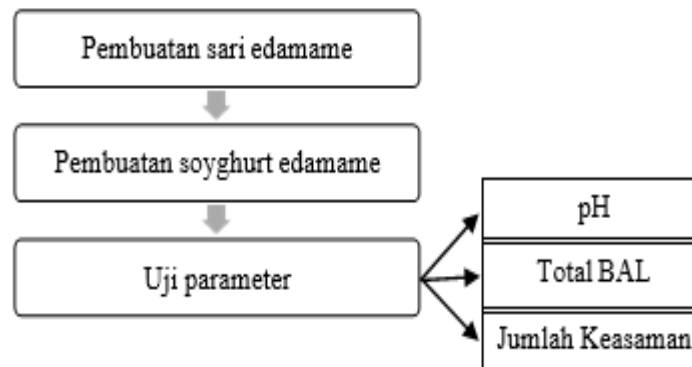 Pembuatan sari edamame
Pembuatan soyghurt edamame
Uji parameter
pH
Total BAL
Jumlah Keasaman